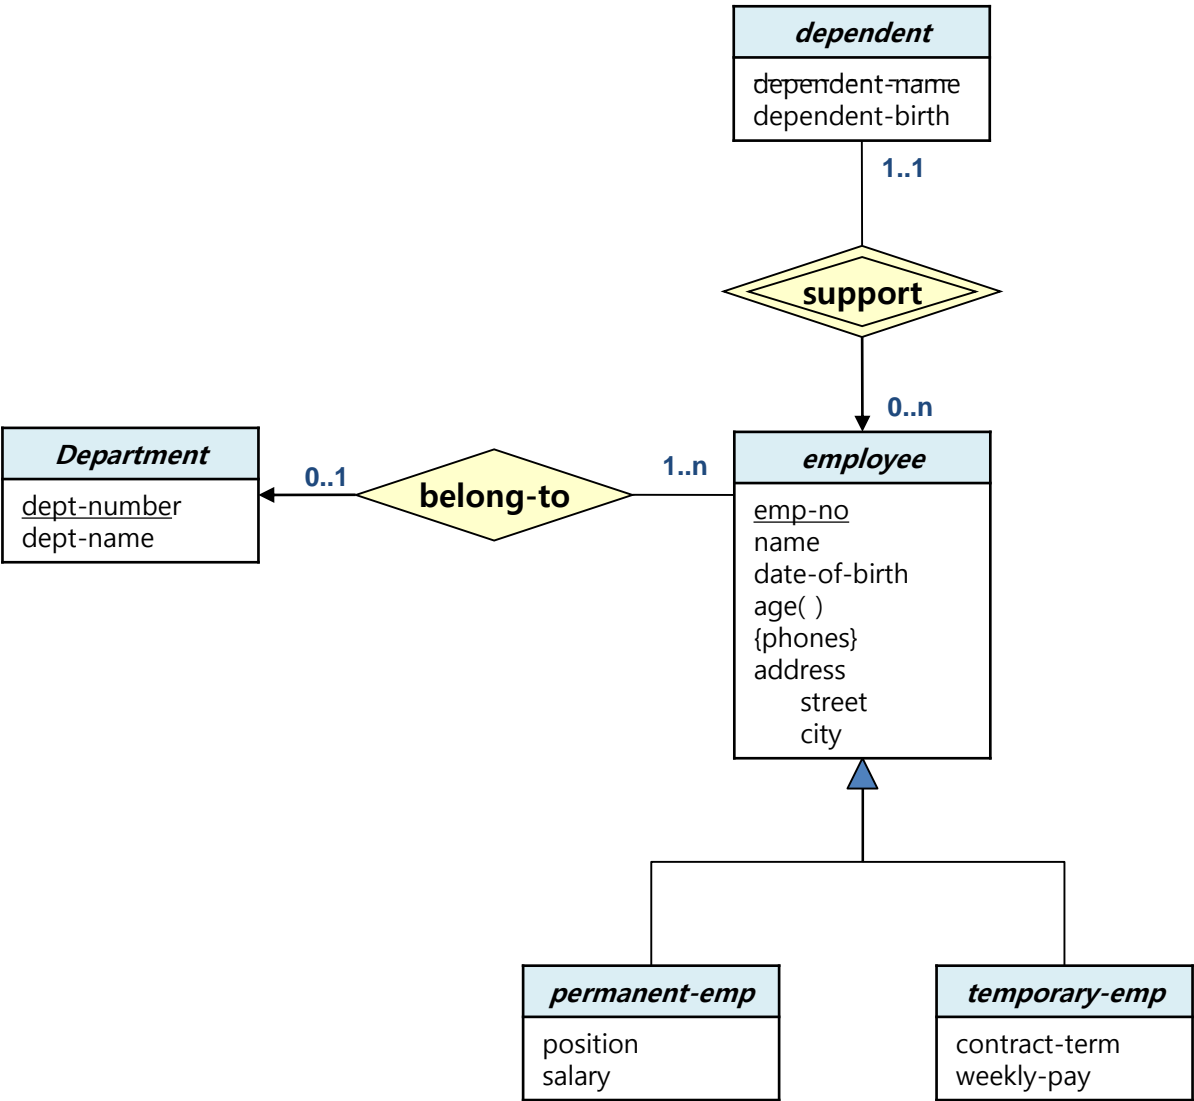 dependent
dependent-name
dependent-birth
1..1
support
0..n
Department
dept-number
dept-name
0..1
belong-to
1..n
employee
emp-no
name
date-of-birth
age( )
{phones}
address
street
city
permanent-emp
position
salary
temporary-emp
contract-term
weekly-pay